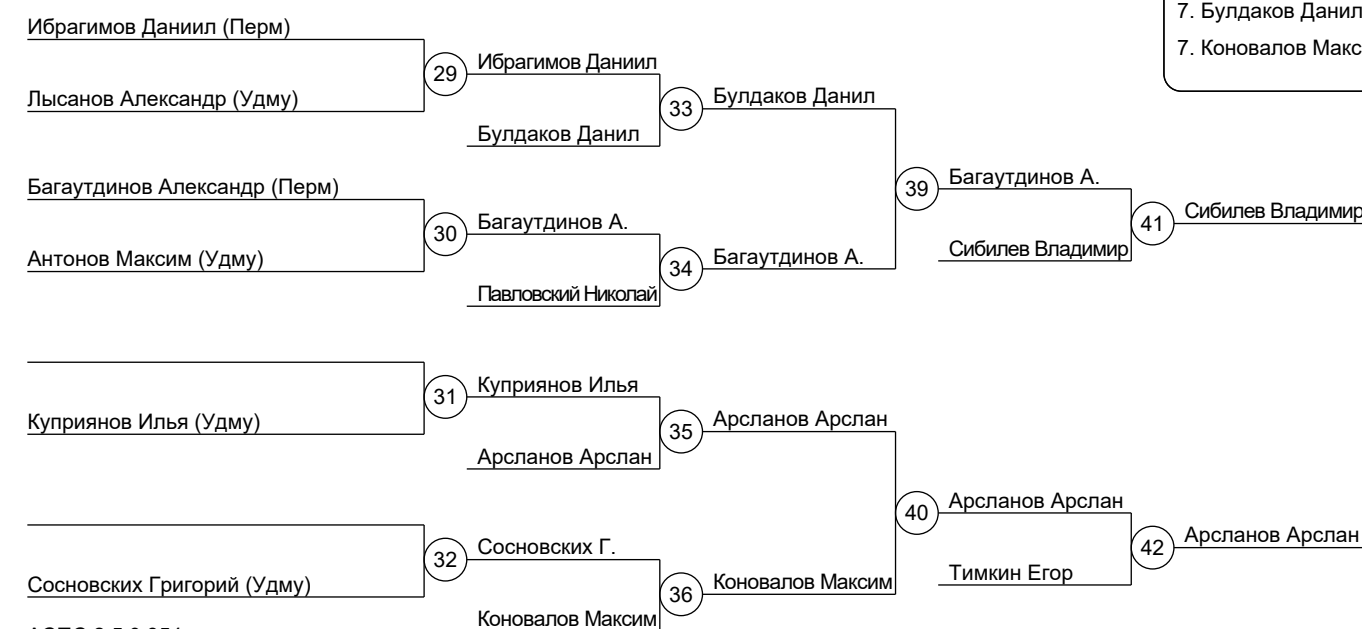 7. Булдаков Данил
7. Коновалов Макс
Ибрагимов Даниил (Перм)
29
Ибрагимов Даниил
Лысанов Александр (Удму)
33
Булдаков Данил
Булдаков Данил
Багаутдинов Александр (Перм)
39
Багаутдинов А.
30
Багаутдинов А.
41
Сибилев Владимир
Антонов Максим (Удму)
34
Багаутдинов А.
Сибилев Владимир
Павловский Николай
31
Куприянов Илья
Куприянов Илья (Удму)
35
Арсланов Арслан
Арсланов Арслан
40
Арсланов Арслан
32
Сосновских Г.
42
Арсланов Арслан
Сосновских Григорий (Удму)
36
Коновалов Максим
Тимкин Егор
Коновалов Максим